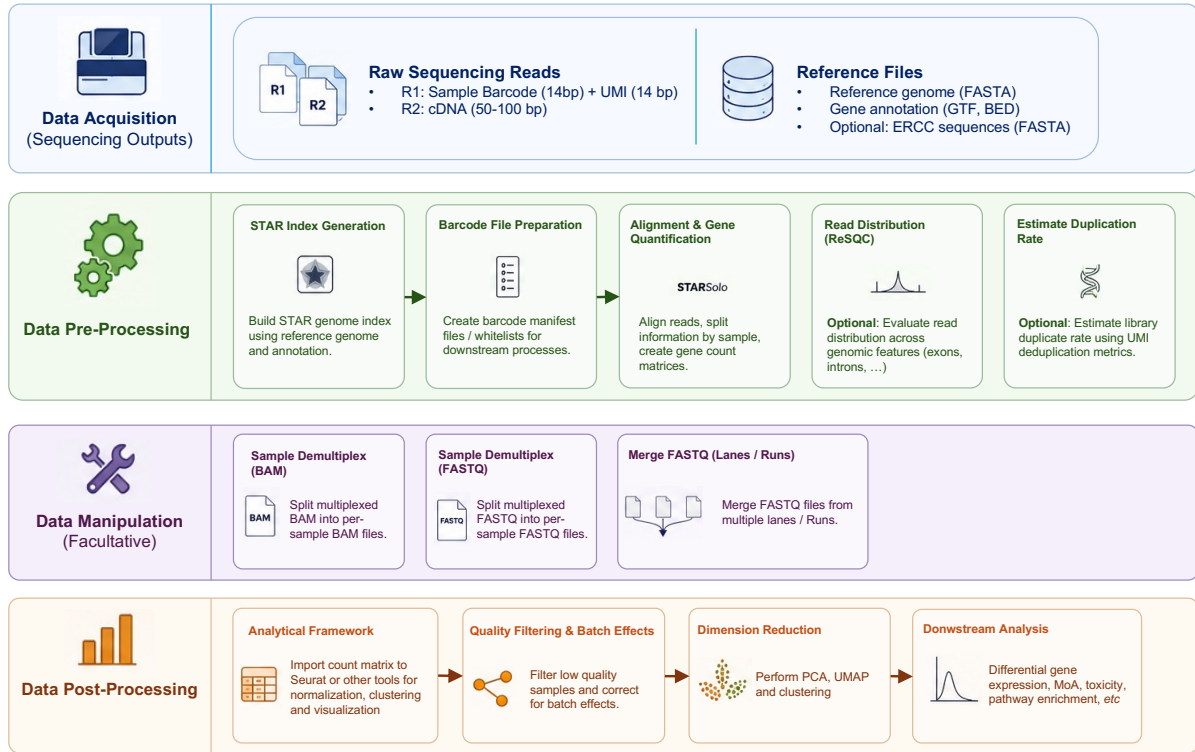 Data Acquisition
(Sequencing Outputs)
R1
R2
Raw Sequencing Reads
• R1: Sample Barcode (14bp) + UMI (14 bp)
• R2: cDNA (50-100 bp)
Reference Files
• Reference genome (FASTA)
• Gene annotation (GTF, BED)
• Optional: ERCC sequences (FASTA)
Data Pre-Processing
STAR Index Generation
Build STAR genome index
using reference genome
and annotation.
Barcode File Preparation
Create barcode manifest
files / whitelists for
downstream processes.
Alignment & Gene
Quantification
STARSolo
Align reads, split
information by sample,
create gene count
matrices.
Read Distribution
(ReSQC)
Optional: Evaluate read
distribution across
genomic features (exons,
introns, …)
Estimate Duplication
Rate
Optional: Estimate library
duplicate rate using UMI
deduplication metrics.
Data Manipulation
(Facultative)
Sample Demultiplex
(BAM)
BAM
Split multiplexed
BAM into per-
sample BAM files.
Sample Demultiplex
(FASTQ)
FASTQ
Split multiplexed
FASTQ into per-
sample FASTQ files.
Merge FASTQ (Lanes / Runs)
Merge FASTQ files from
multiple lanes / Runs.
Data Post-Processing
Analytical Framework
Import count matrix to
Seurat or other tools for
normalization, clustering
and visualization
Quality Filtering & Batch Effects
Filter low quality
samples and correct
for batch effects.
Dimension Reduction
Perform PCA, UMAP
and clustering
Donwstream Analysis
Differential gene
expression, MoA, toxicity,
pathway enrichment, etc